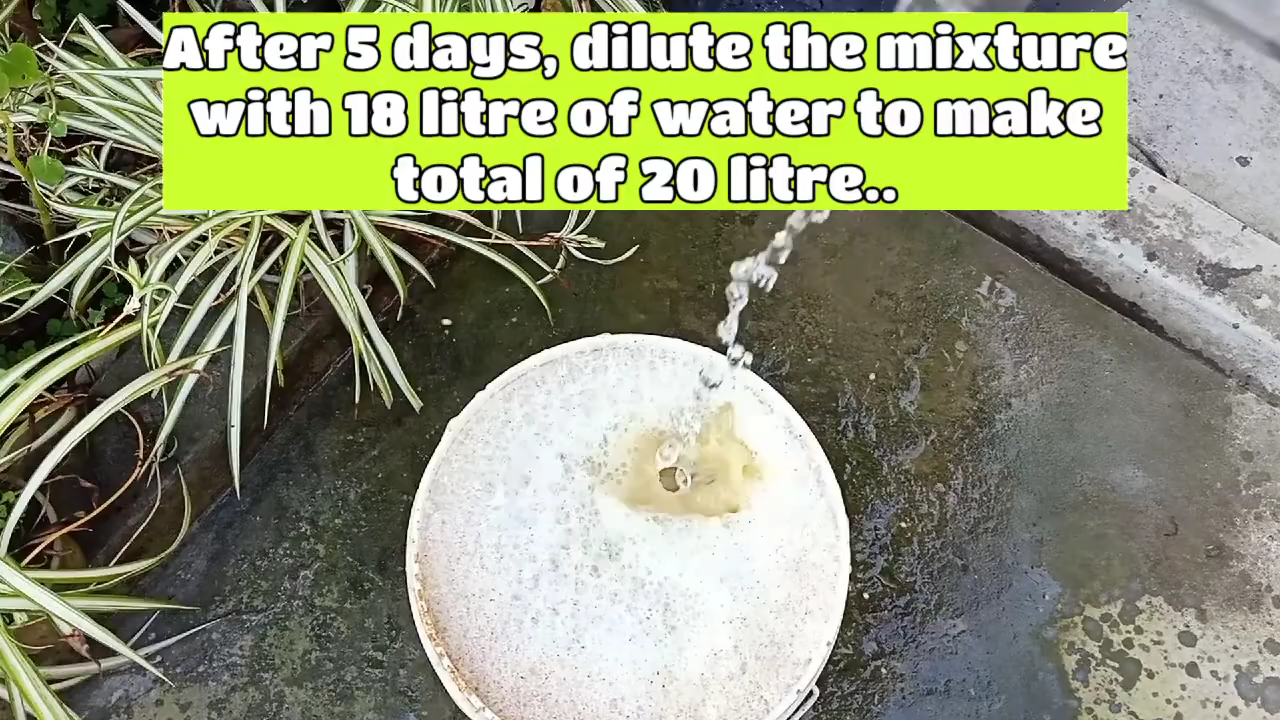 After 5 days, dilute the mixture
with 18 litre of water to make
total of 20 litre..